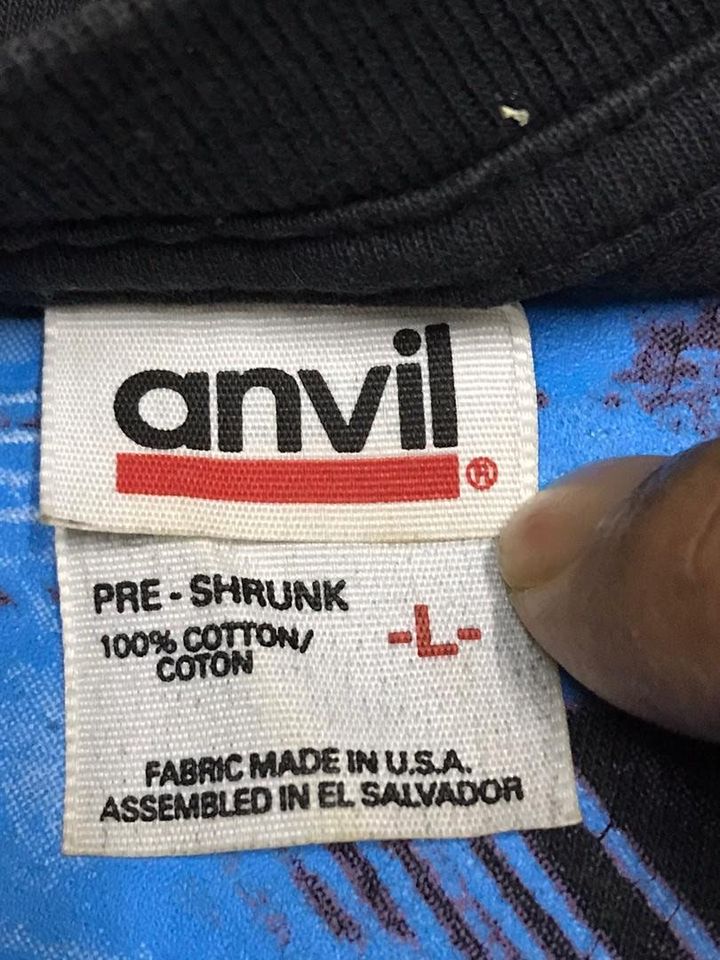 anvil®
PRE-SHRUNK
100% COTTON/
COTON
-L-
FABRIC MADE IN U.S.A.
ASSEMBLED IN EL SALVADOR